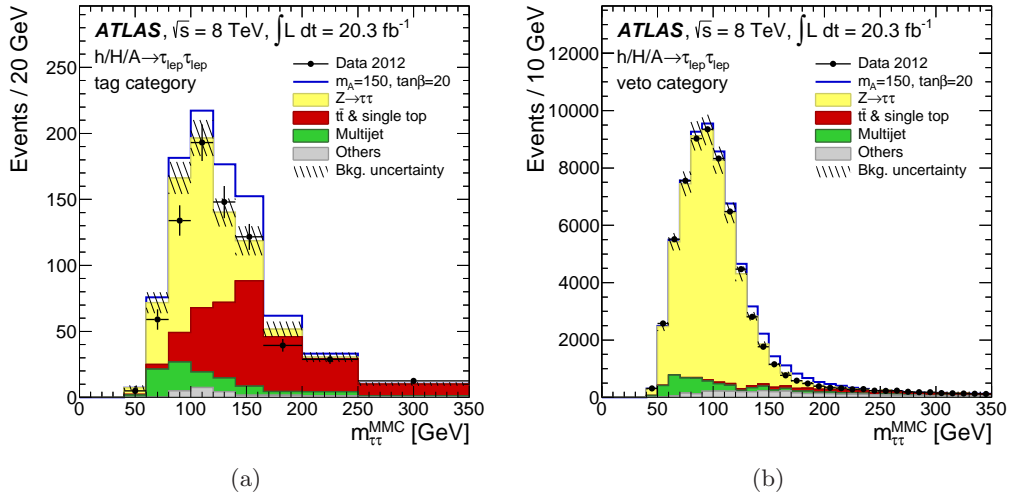 ATLAS, √s = 8 TeV, ∫L dt = 20.3 fb⁻¹
h/H/A→τlepτlep
tag category
Data 2012
mA=150, tanβ=20
Z→ττ
tt̄ & single top
Multijet
Others
Bkg. uncertainty
Events / 20 GeV
250
200
150
100
50
0
0 50 100 150 200 250 300 350
mττMMC [GeV]
(a)
ATLAS, √s = 8 TeV, ∫L dt = 20.3 fb⁻¹
h/H/A→τlepτlep
veto category
Data 2012
mA=150, tanβ=20
Z→ττ
tt̄ & single top
Multijet
Others
Bkg. uncertainty
Events / 10 GeV
12000
10000
8000
6000
4000
2000
0
0 50 100 150 200 250 300 350
mττMMC [GeV]
(b)